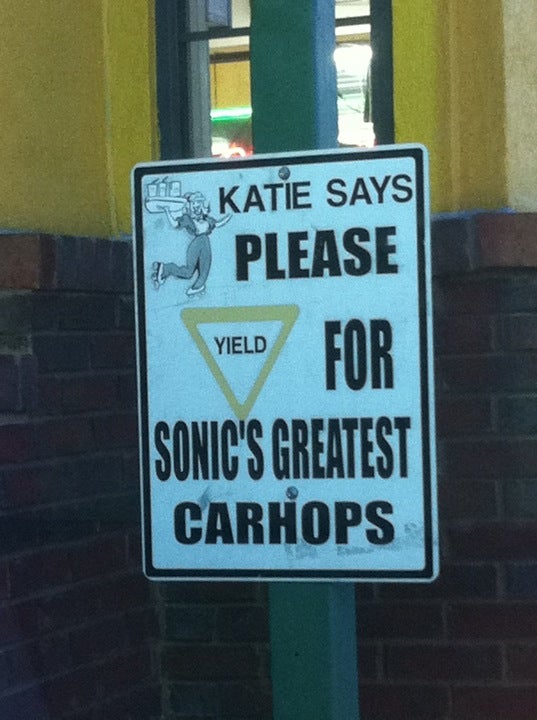 KATIE SAYS
PLEASE
YIELD
FOR
SONIC'S GREATEST
CARHOPS